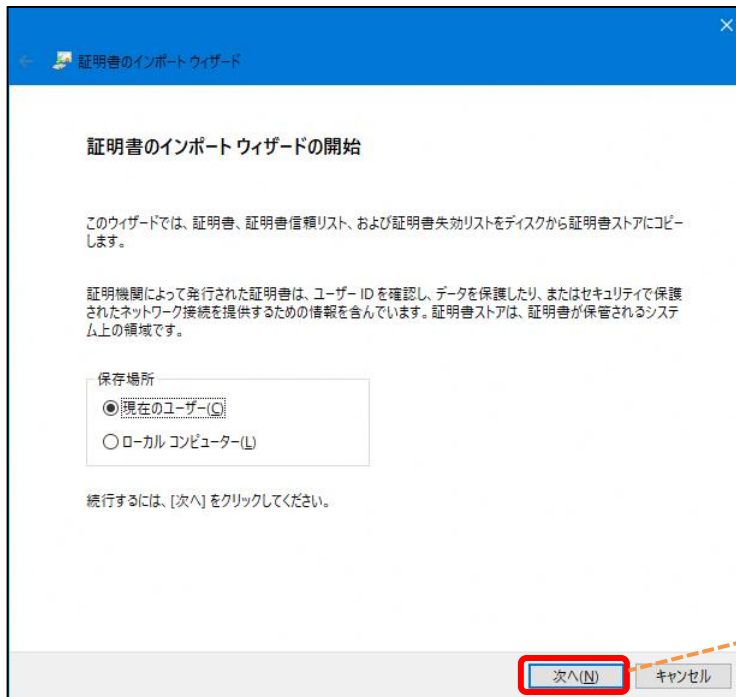 証明書のインポート ウィザード
証明書のインポート ウィザードの開始
このウィザードでは、証明書、証明書信頼リスト、および証明書失効リストをディスクから証明書ストアにコピー
します。
証明機関によって発行された証明書は、ユーザー ID を確認し、データを保護したり、またはセキュリティで保護
されたネットワーク接続を提供するための情報を含んでいます。証明書ストアは、証明書が保管されるシステ
ム上の領域です。
保存場所
現在のユーザー(C)
ローカル コンピューター(L)
続行するには、[次へ] をクリックしてください。
次へ(N) キャンセル